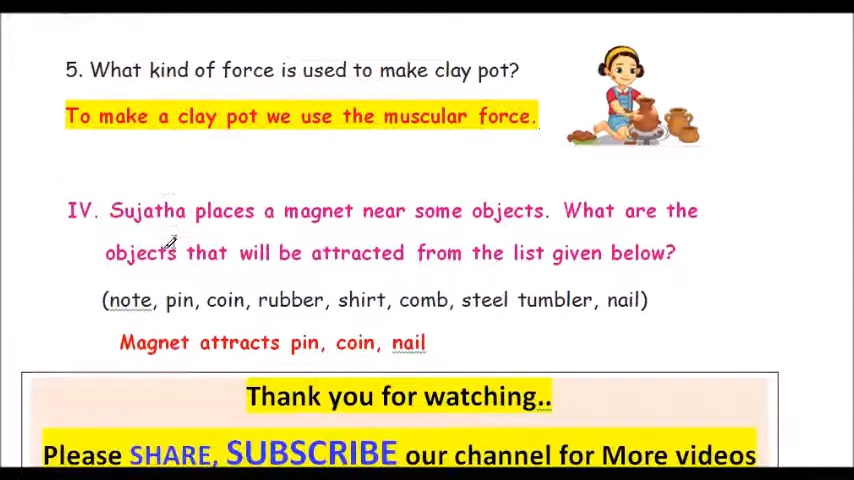 5. What kind of force is used to make clay pot?
To make a clay pot we use the muscular force.
IV. Sujatha places a magnet near some objects. What are the
objects that will be attracted from the list given below?
(note, pin, coin, rubber, shirt, comb, steel tumbler, nail)
Magnet attracts pin, coin, nail
Thank you for watching..
Please SHARE, SUBSCRIBE our channel for More videos